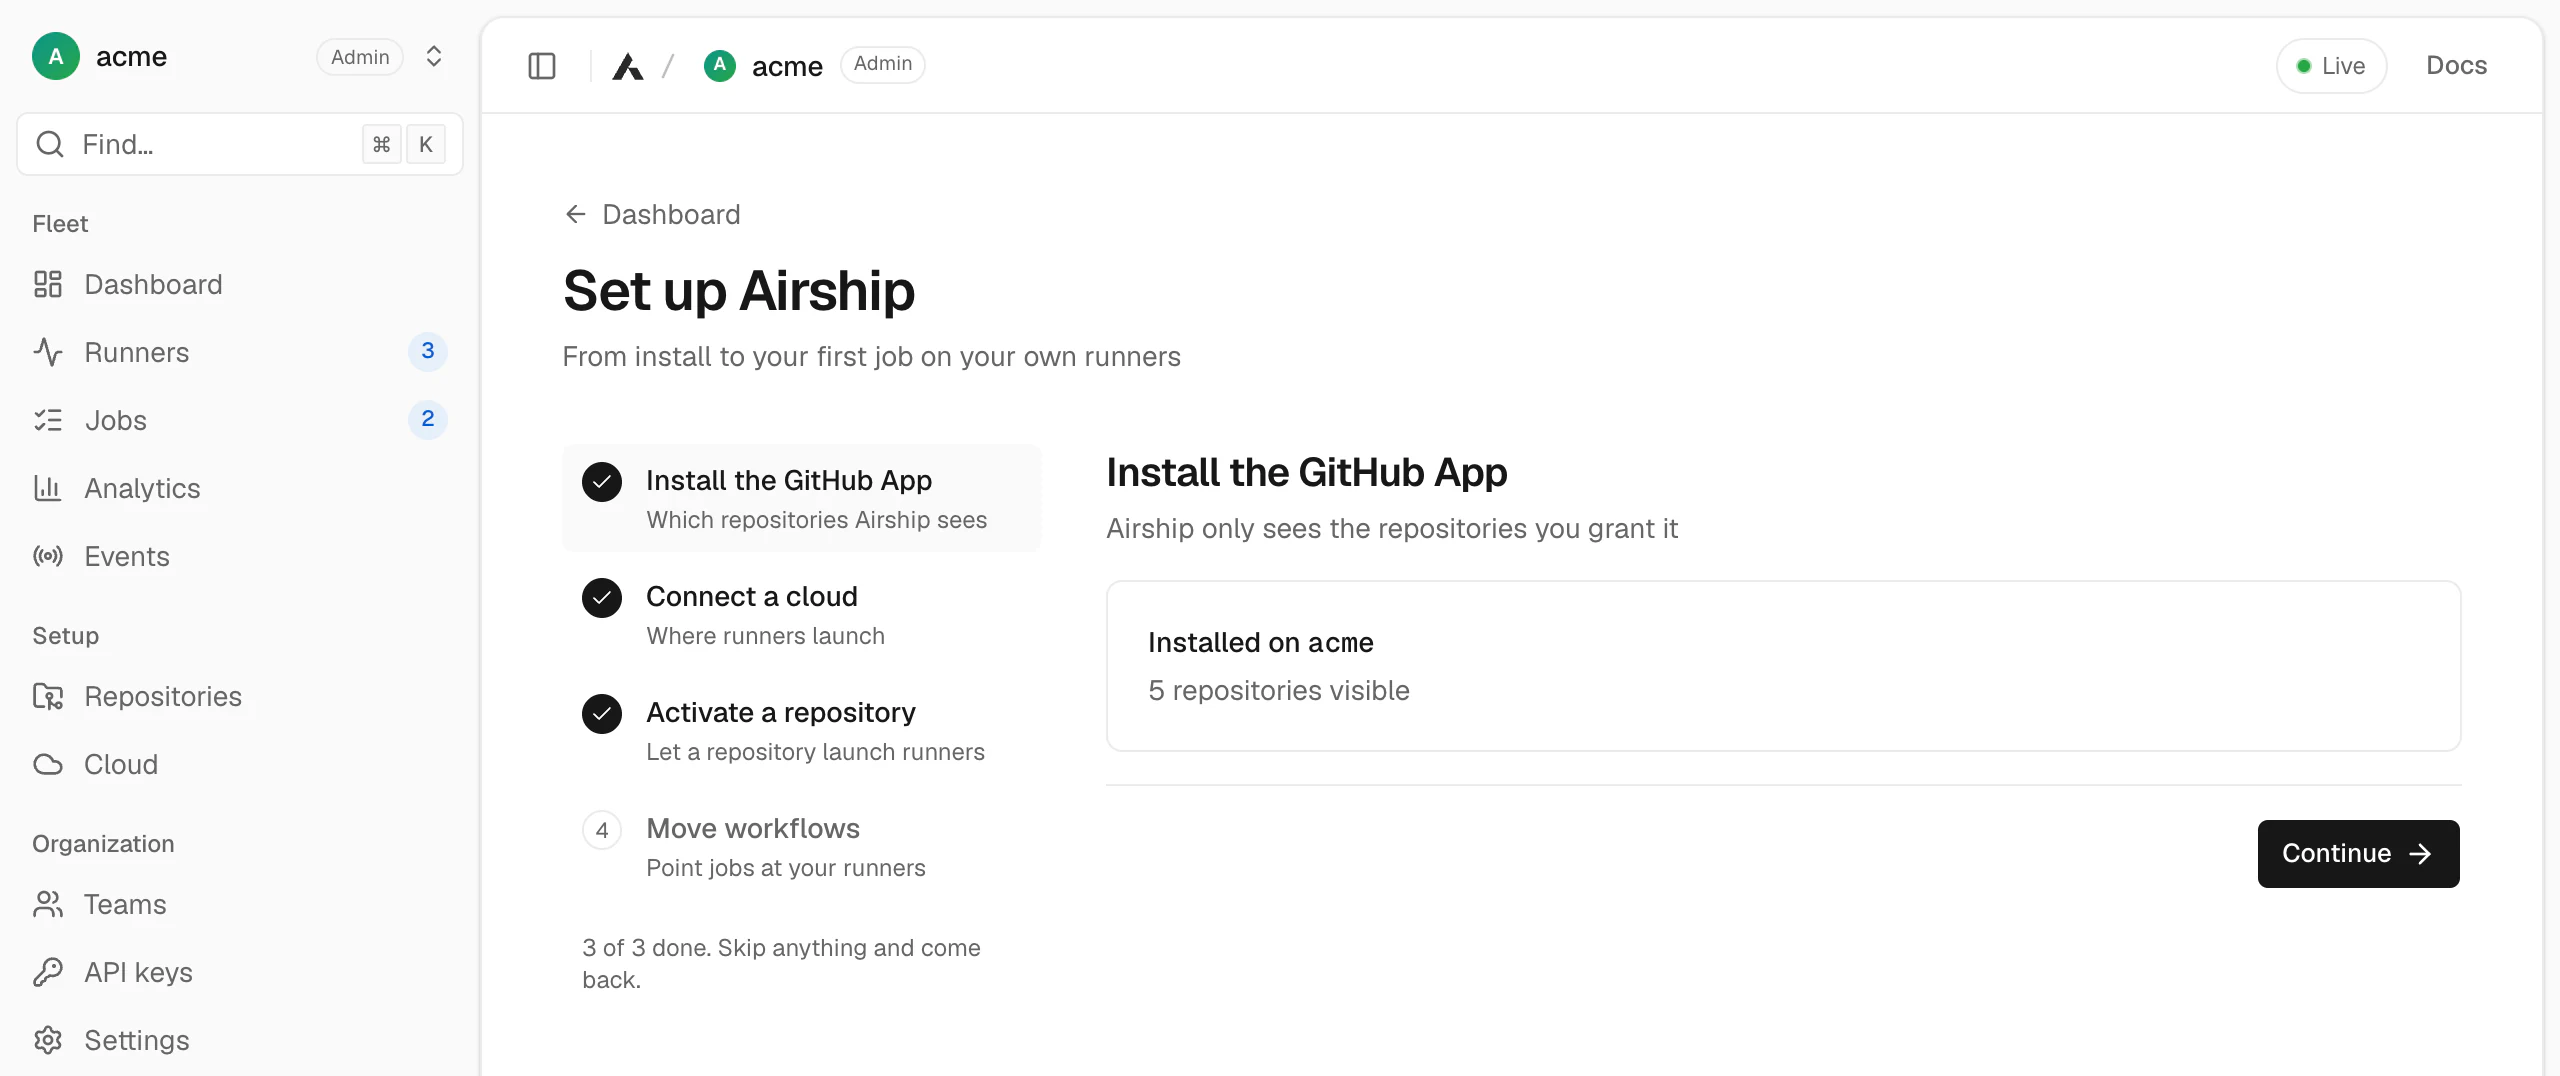 A acme Admin
Find... ⌘ K
Fleet
Dashboard
Runners 3
Jobs 2
Analytics
Events
Setup
Repositories
Cloud
Organization
Teams
API keys
Settings
/ A acme Admin
Live Docs
← Dashboard
Set up Airship
From install to your first job on your own runners
Install the GitHub App
Which repositories Airship sees
Connect a cloud
Where runners launch
Activate a repository
Let a repository launch runners
4 Move workflows
Point jobs at your runners
3 of 3 done. Skip anything and come
back.
Install the GitHub App
Airship only sees the repositories you grant it
Installed on acme
5 repositories visible
Continue →